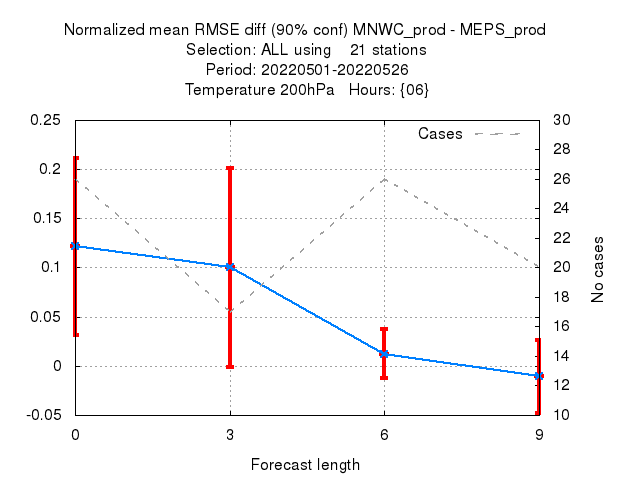 Normalized mean RMSE diff (90% conf) MNWC_prod - MEPS_prod
Selection: ALL using 21 stations
Period: 20220501-20220526
Temperature 200hPa Hours: {06}
Cases
0.25
0.2
0.15
0.1
0.05
0
-0.05
30
28
26
24
22
20
18
16
14
12
10
No cases
0 3 6 9
Forecast length